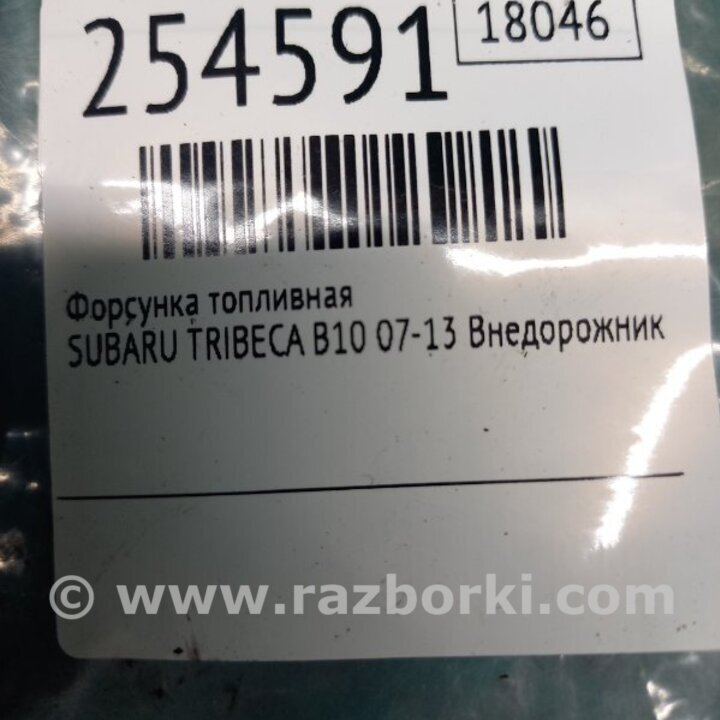 254591
18046
Форсунка топливная
SUBARU TRIBECA B10 07-13 Внедорожник
© www.razborki.com